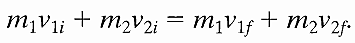 m₁v₁ᵢ + m₂v₂ᵢ = m₁v₁f + m₂v₂f.